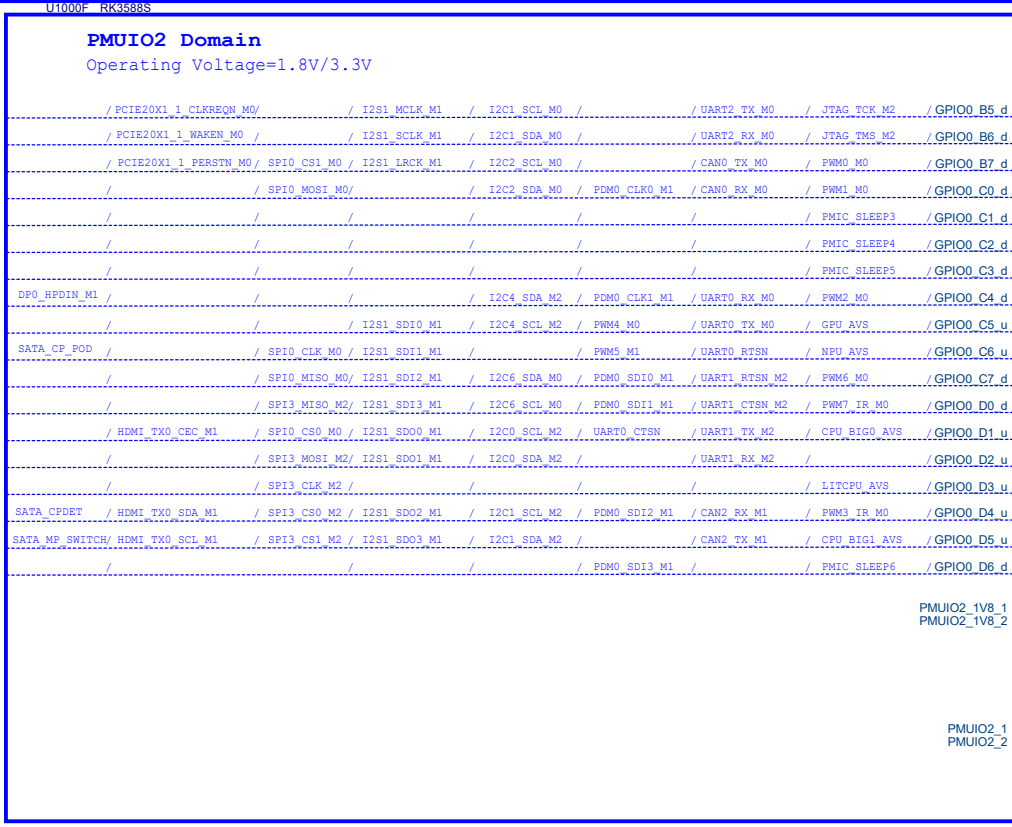 U1000F RK3588S
PMUIO2 Domain
Operating Voltage=1.8V/3.3V
/ PCIE20X1_1_CLKREQN_M0/ / I2S1_MCLK_M1 / I2C1_SCL_M0 / / UART2_TX_M0 / JTAG_TCK_M2 / GPIO0_B5_d
/ PCIE20X1_1_WAKEN_M0 / / I2S1_SCLK_M1 / I2C1_SDA_M0 / / UART2_RX_M0 / JTAG_TMS_M2 / GPIO0_B6_d
/ PCIE20X1_1_PERSTN_M0 / SPI0_CS1_M0 / I2S1_LRCK_M1 / I2C2_SCL_M0 / / CAN0_TX_M0 / PWM0_M0 / GPIO0_B7_d
/ / SPI0_MOSI_M0/ / I2C2_SDA_M0 / PDM0_CLK0_M1 / CAN0_RX_M0 / PWM1_M0 / GPIO0_C0_d
/ / / / / / / PMIC_SLEEP3 / GPIO0_C1_d
/ / / / / / / PMIC_SLEEP4 / GPIO0_C2_d
/ / / / / / / PMIC_SLEEP5 / GPIO0_C3_d
DP0_HPDIN_M1 / / / / I2C4_SDA_M2 / PDM0_CLK1_M1 / UART0_RX_M0 / PWM2_M0 / GPIO0_C4_d
/ / / I2S1_SDI0_M1 / I2C4_SCL_M2 / PWM4_M0 / UART0_TX_M0 / GPU_AVS / GPIO0_C5_u
SATA_CP_POD / / SPI0_CLK_M0 / I2S1_SDI1_M1 / / PWM5_M1 / UART0_RTSN / NPU_AVS / GPIO0_C6_u
/ / SPI0_MISO_M0/ I2S1_SDI2_M1 / I2C6_SDA_M0 / PDM0_SDI0_M1 / UART1_RTSN_M2 / PWM6_M0 / GPIO0_C7_d
/ / SPI3_MISO_M2/ I2S1_SDI3_M1 / I2C6_SCL_M0 / PDM0_SDI1_M1 / UART1_CTSN_M2 / PWM7_IR_M0 / GPIO0_D0_d
/ HDMI_TX0_CEC_M1 / SPI0_CS0_M0 / I2S1_SDO0_M1 / I2C0_SCL_M2 / UART0_CTSN / UART1_TX_M2 / CPU_BIG0_AVS / GPIO0_D1_u
/ / SPI3_MOSI_M2/ I2S1_SDO1_M1 / I2C0_SDA_M2 / / UART1_RX_M2 / / GPIO0_D2_u
/ / SPI3_CLK_M2 / / / / / LITCPU_AVS / GPIO0_D3_u
SATA_CPDET / HDMI_TX0_SDA_M1 / SPI3_CS0_M2 / I2S1_SDO2_M1 / I2C1_SCL_M2 / PDM0_SDI2_M1 / CAN2_RX_M1 / PWM3_IR_M0 / GPIO0_D4_u
SATA_MP_SWITCH/ HDMI_TX0_SCL_M1 / SPI3_CS1_M2 / I2S1_SDO3_M1 / I2C1_SDA_M2 / / CAN2_TX_M1 / CPU_BIG1_AVS / GPIO0_D5_u
/ / / / PDM0_SDI3_M1 / / PMIC_SLEEP6 / GPIO0_D6_d
PMUIO2_1V8_1
PMUIO2_1V8_2
PMUIO2_1
PMUIO2_2